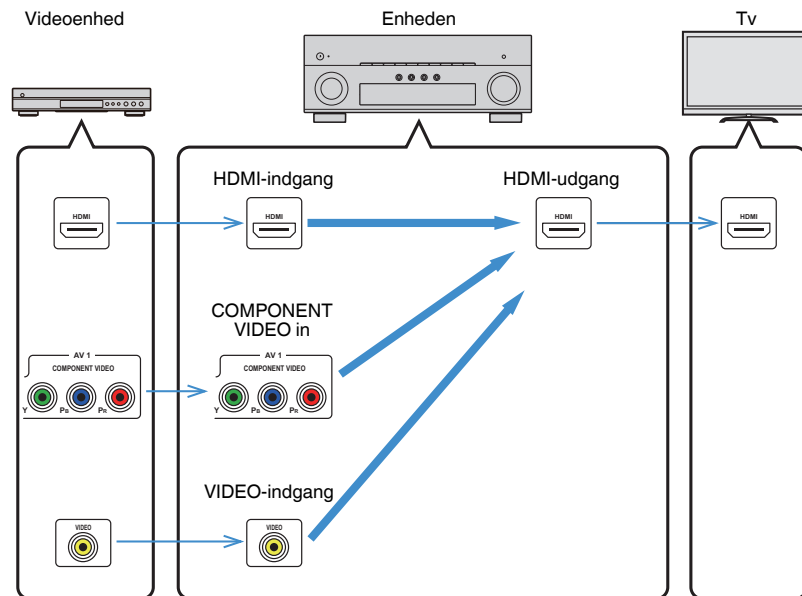 Videoenhed
Enheden
Tv
HDMI-indgang
HDMI-udgang
HDMI
HDMI
HDMI
HDMI
COMPONENT
VIDEO in
AV 1
COMPONENT VIDEO
Y PB PR
AV 1
COMPONENT VIDEO
Y PB PR
VIDEO-indgang
VIDEO
VIDEO